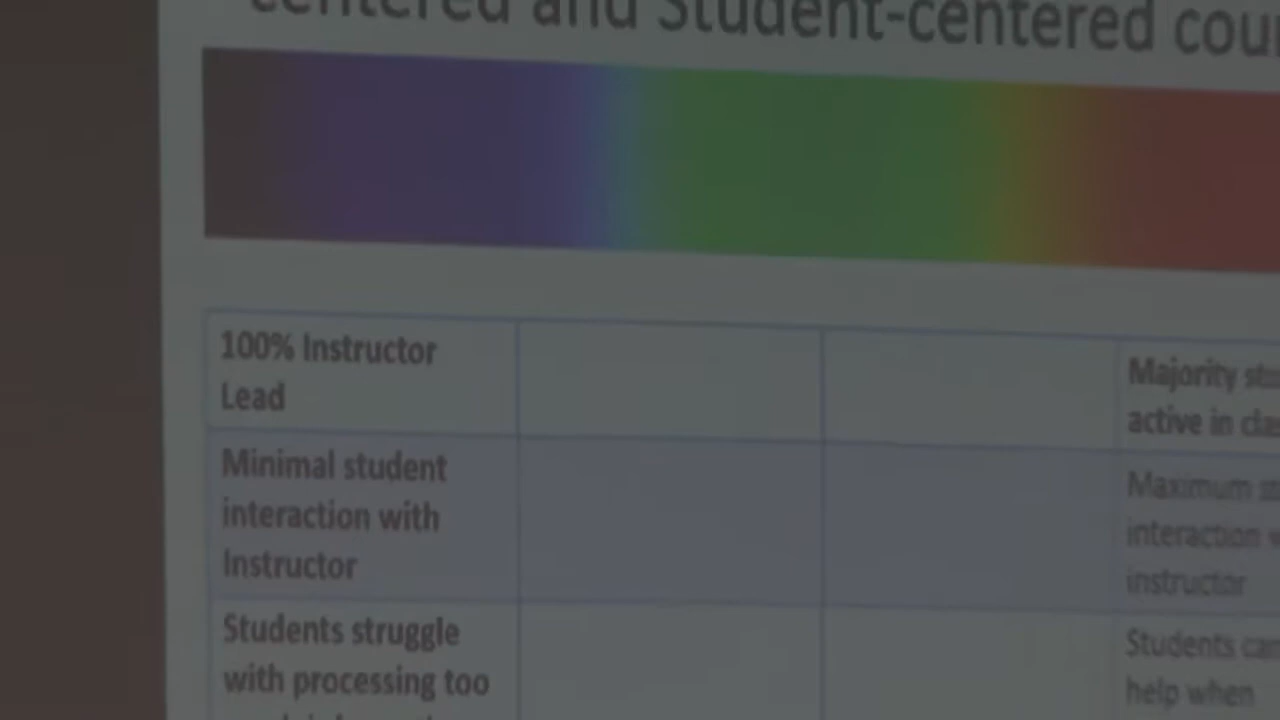 centered and Student-centered
100% Instructor
Lead
Majority
active in
Minimal student
interaction with
Instructor
Maximum
interaction
instructor
Students struggle
with processing too
Students
help when